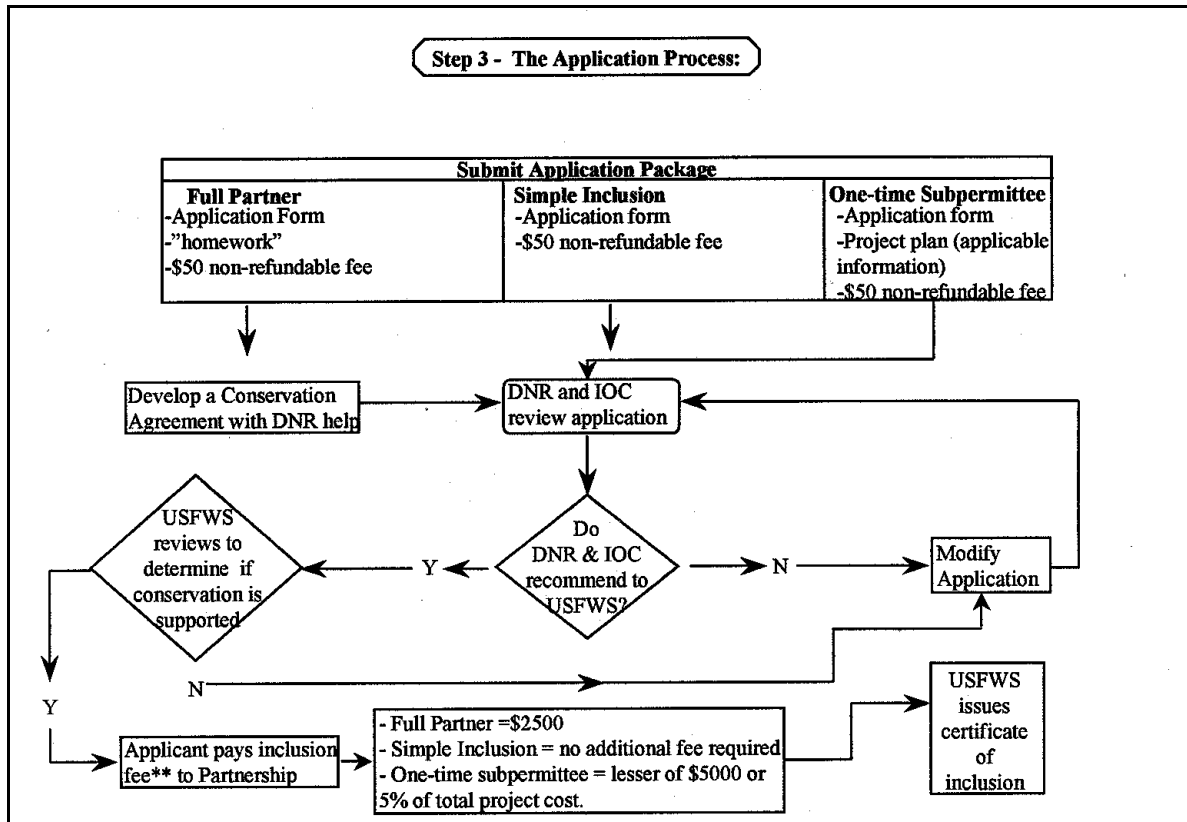 Step 3 - The Application Process:
Submit Application Package
Full Partner
-Application Form
-"homework"
-$50 non-refundable fee
Simple Inclusion
-Application form
-$50 non-refundable fee
One-time Subpermittee
-Application form
-Project plan (applicable
information)
-$50 non-refundable fee
Develop a Conservation
Agreement with DNR help
DNR and IOC
review application
USFWS
reviews to
determine if
conservation is
supported
Y
Do
DNR & IOC
recommend to
USFWS?
N
Modify
Application
N
Y
Applicant pays inclusion
fee** to Partnership
- Full Partner =$2500
- Simple Inclusion = no additional fee required
- One-time subpermittee = lesser of $5000 or
5% of total project cost.
USFWS
issues
certificate
of
inclusion